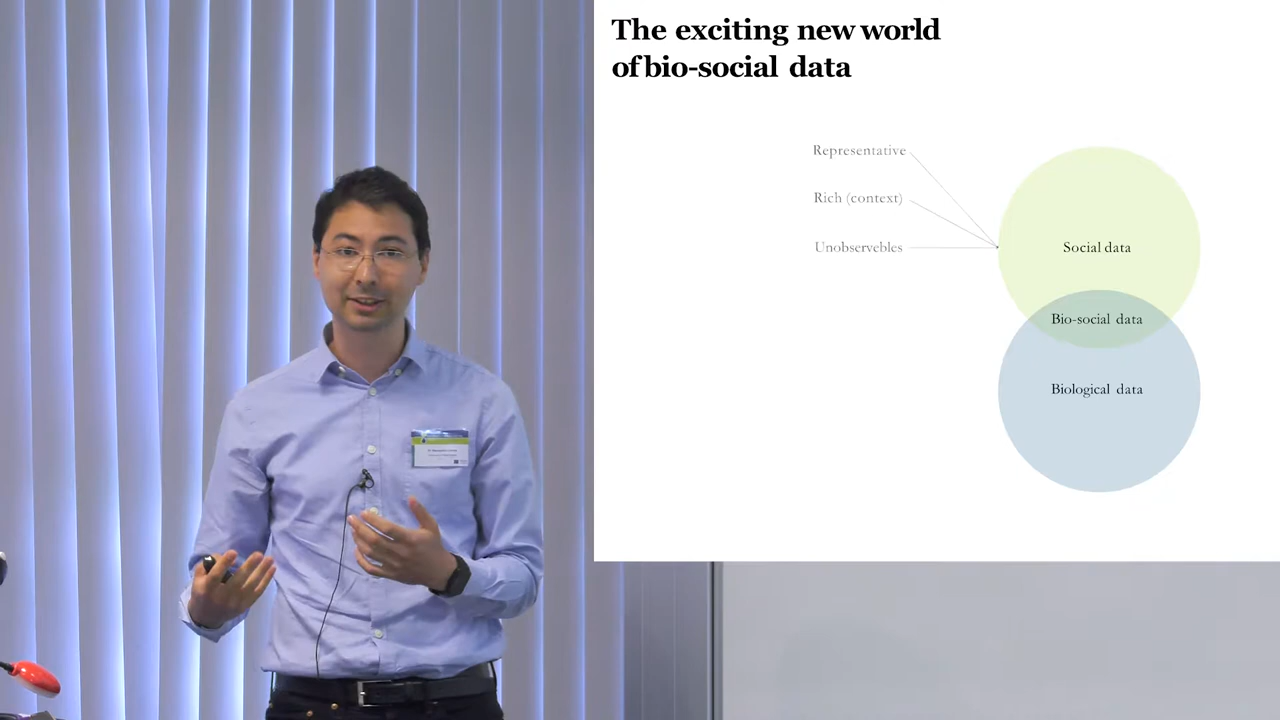 The exciting new world
of bio-social data
Representative
Rich (context)
Unobservebles
Social data
Bio-social data
Biological data